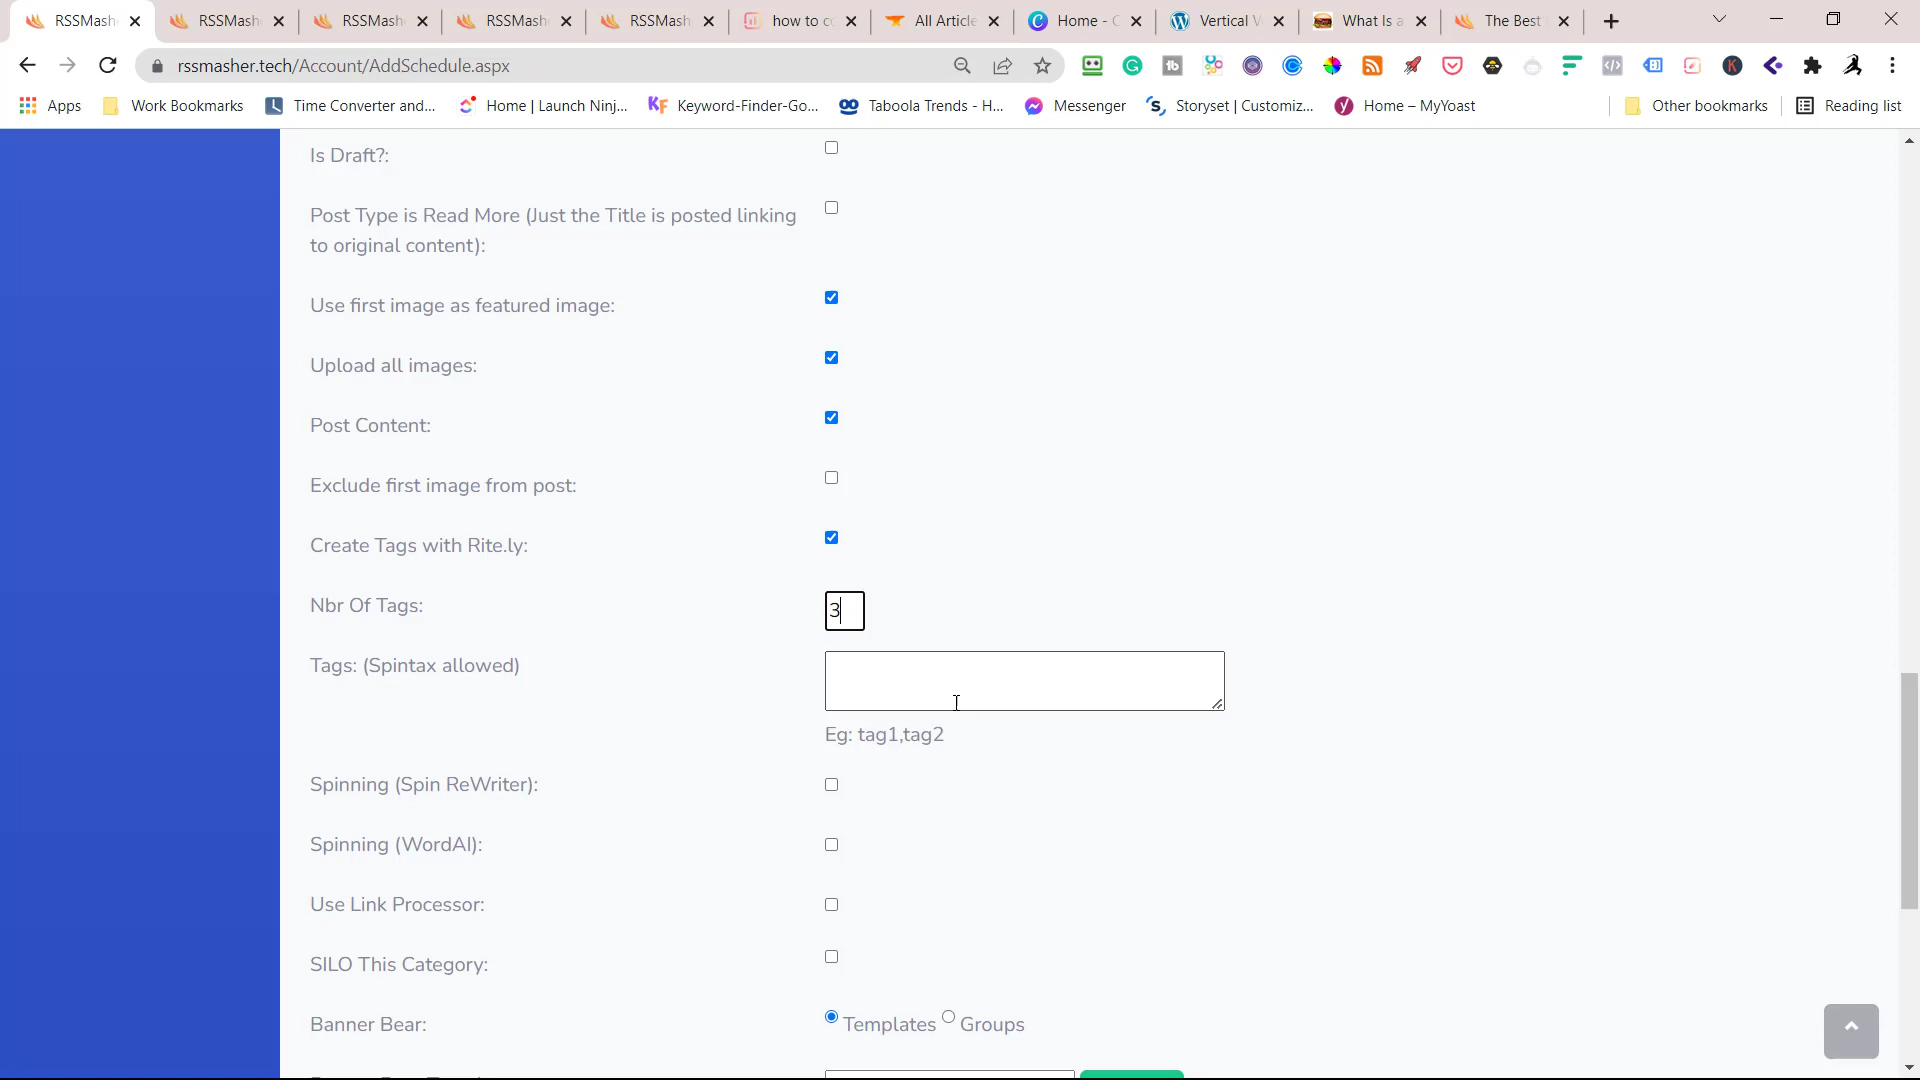 RSSMash
RSSMash
RSSMash
RSSMash
RSSMash
how to co
All Article
Home - C
Vertical V
What Is a
The Best
rssmasher.tech/Account/AddSchedule.aspx
Apps
Work Bookmarks
Time Converter and...
Home | Launch Ninj...
Keyword-Finder-Go...
Taboola Trends - H...
Messenger
Storyset | Customiz...
Home – MyYoast
Other bookmarks
Reading list
Is Draft?:
Post Type is Read More (Just the Title is posted linking
to original content):
Use first image as featured image:
Upload all images:
Post Content:
Exclude first image from post:
Create Tags with Rite.ly:
Nbr Of Tags:
3
Tags: (Spintax allowed)
Eg: tag1,tag2
Spinning (Spin ReWriter):
Spinning (WordAI):
Use Link Processor:
SILO This Category:
Banner Bear:
Templates
Groups